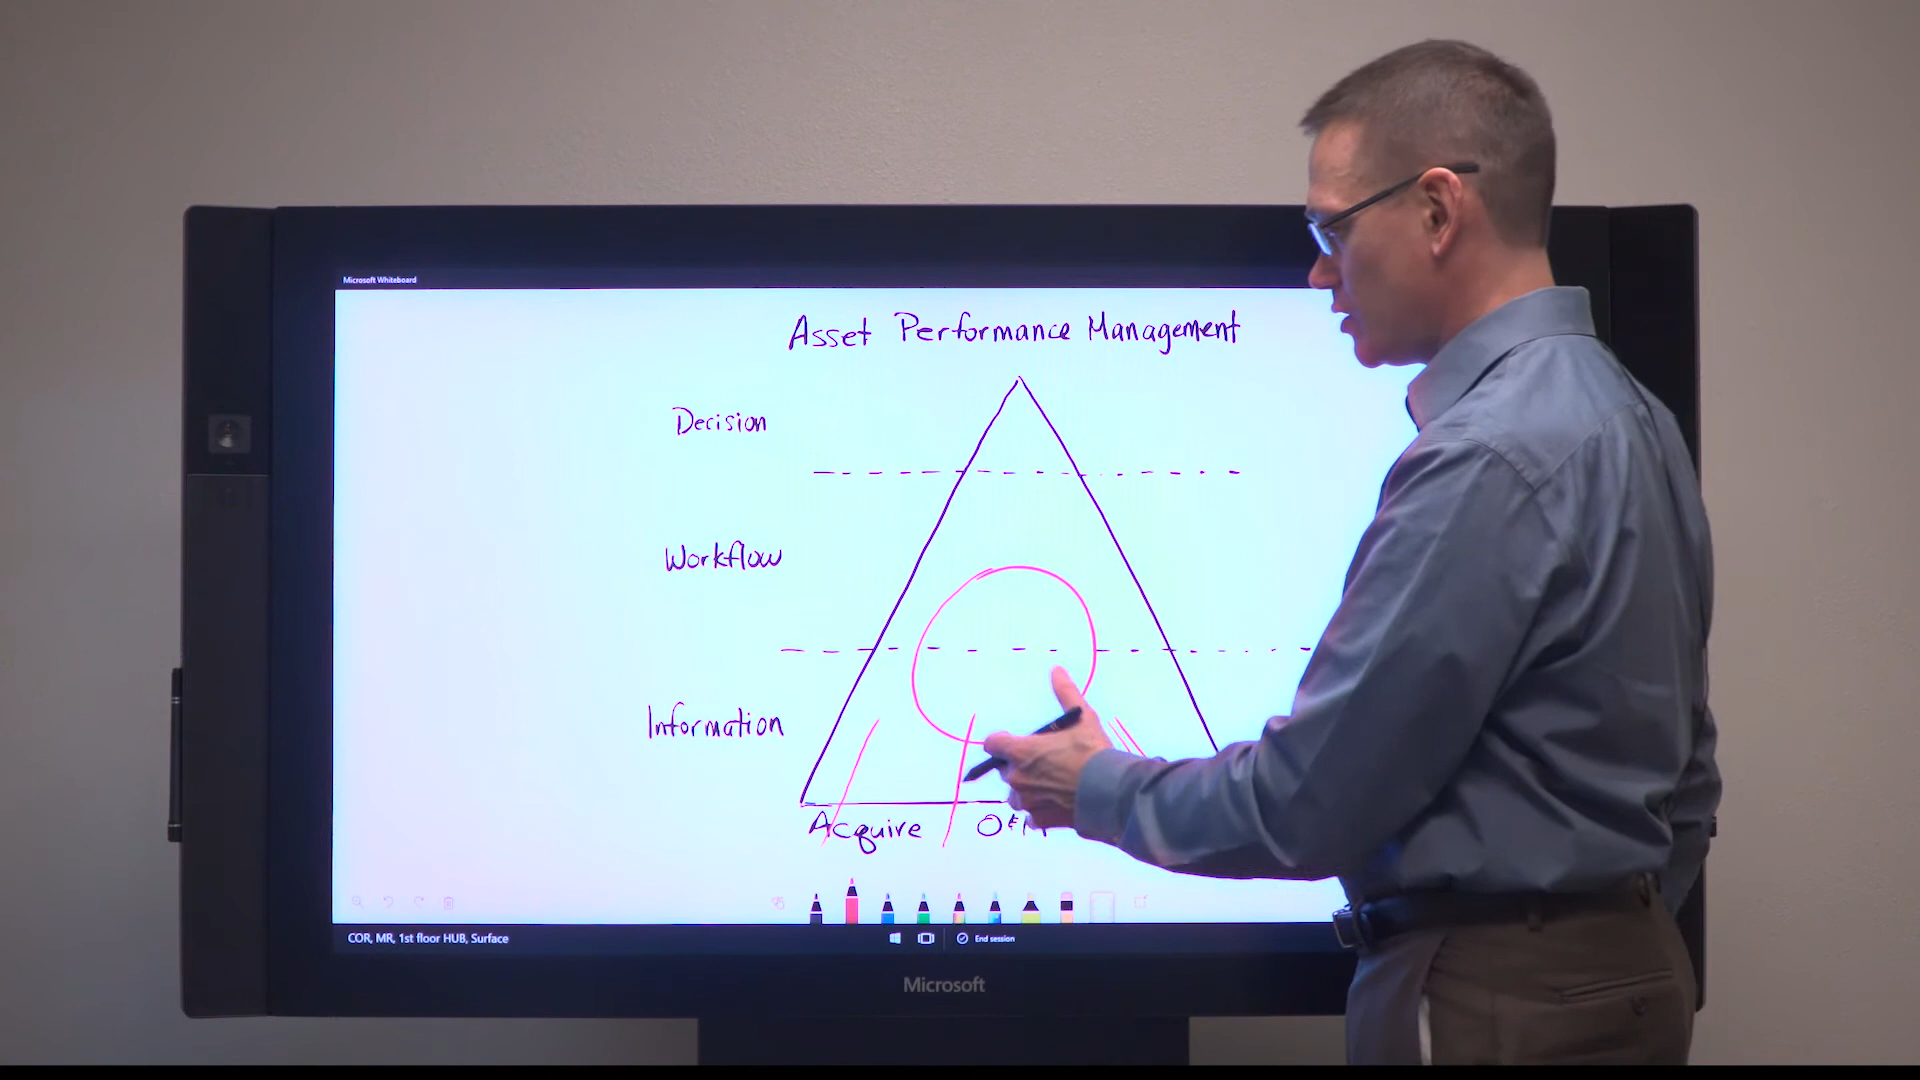 Microsoft Whiteboard
Asset Performance Management
Decision
Workflow
Information
Acquire O&M
COR, MR, 1st floor HUB, Surface
End session
Microsoft